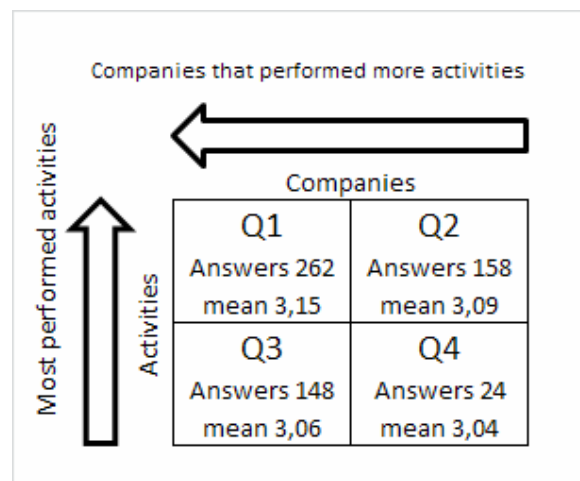 Companies that performed more activities
Companies
Most performed activities
Activities
Q1
Answers 262
mean 3,15
Q2
Answers 158
mean 3,09
Q3
Answers 148
mean 3,06
Q4
Answers 24
mean 3,04